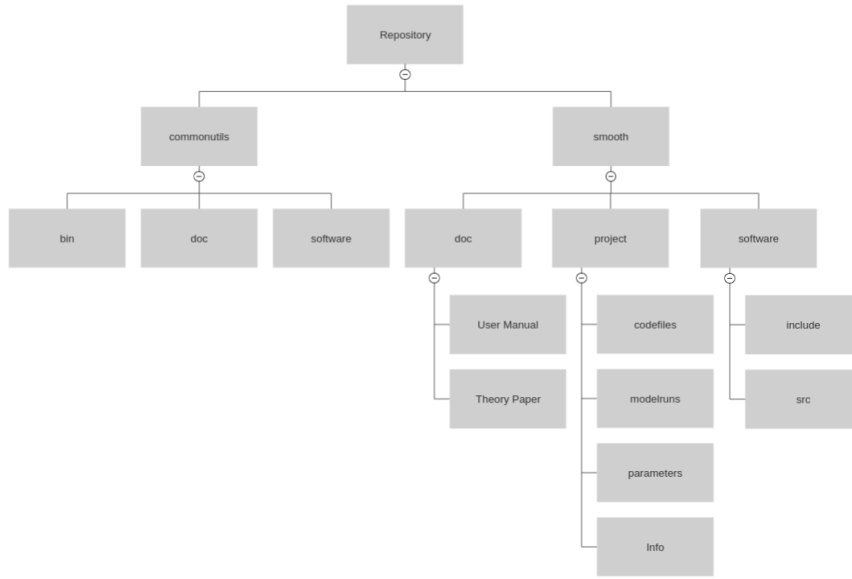 Repository
commonutils
smooth
bin
doc
software
doc
project
software
User Manual
codefiles
include
Theory Paper
modelruns
src
parameters
Info